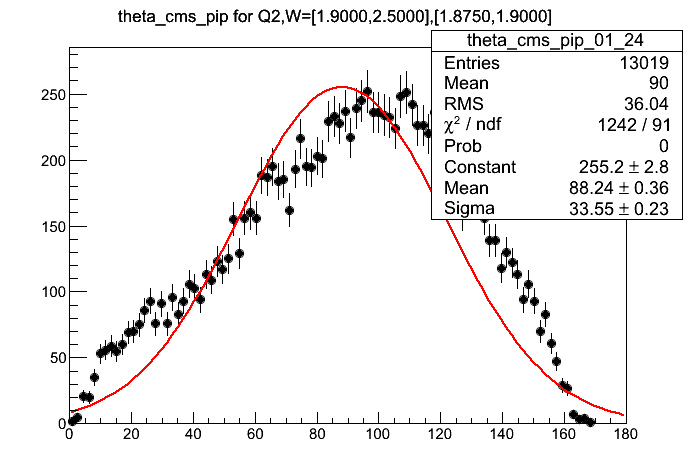 theta_cms_pip for Q2,W=[1.9000,2.5000],[1.8750,1.9000]
theta_cms_pip_01_24
Entries 13019
Mean 90
RMS 36.04
χ² / ndf 1242 / 91
Prob 0
Constant 255.2 ± 2.8
Mean 88.24 ± 0.36
Sigma 33.55 ± 0.23
250
200
150
100
50
0
0 20 40 60 80 100 120 140 160 180